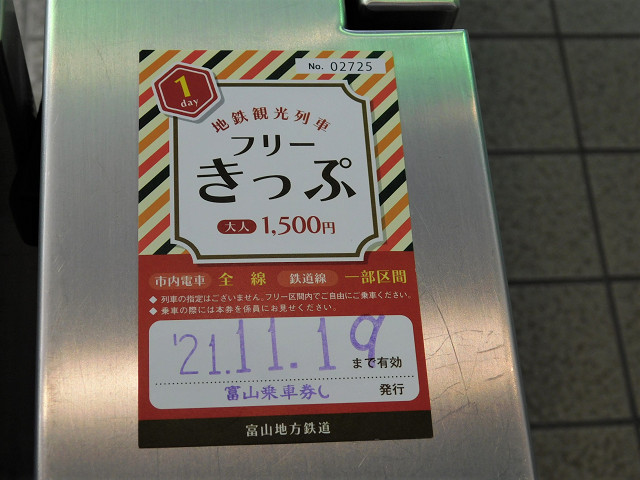 No. 02725
1
day
地鉄観光列車
フリー
きっぷ
大人 1,500円
市内電車 全線 鉄道線 一部区間
◆ 列車の指定はございません。フリー区間内でご自由にご乗車ください。
◆ 乗車の際には本券を係員にお見せください。
'21.11.19 まで有効
富山乗車券C 発行
富山地方鉄道